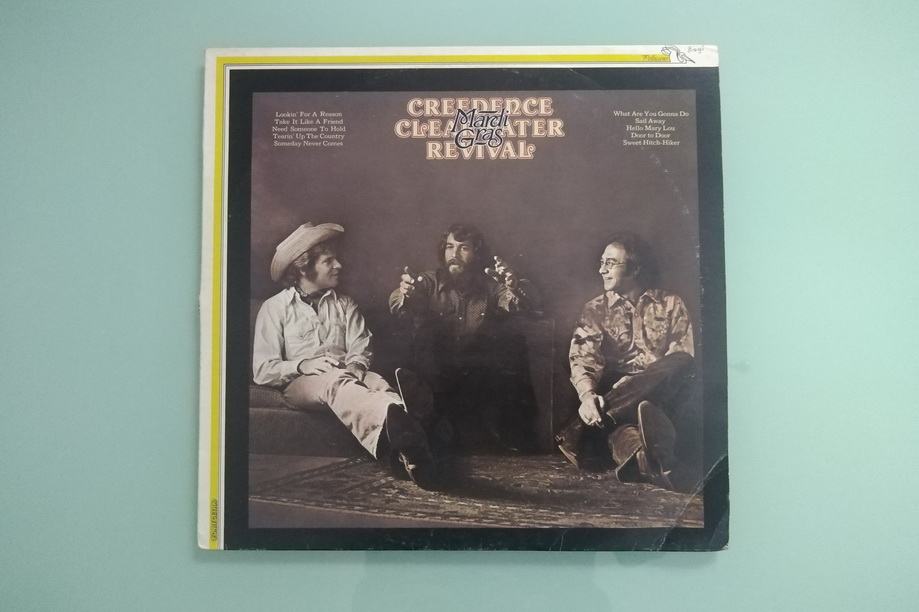 Lookin' For A Reason
Take It Like A Friend
Need Someone To Hold
Tearin' Up The Country
Someday Never Comes
CREEDENCE
CLEARWATER
REVIVAL
Mardi
Gras
What Are You Gonna Do
Sail Away
Hello Mary Lou
Door to Door
Sweet Hitch-Hiker